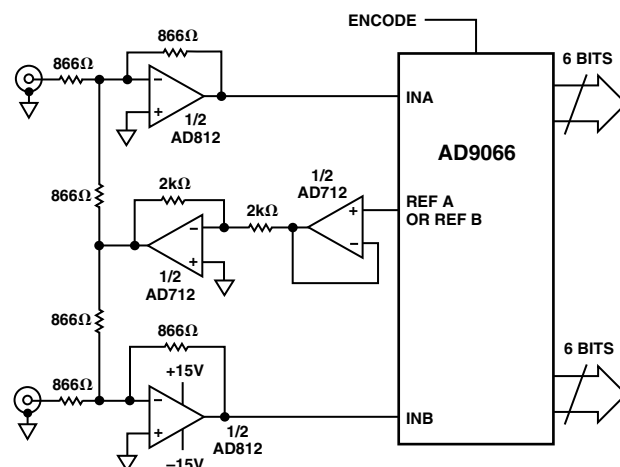 ENCODE
866Ω
866Ω
6 BITS
–
+
INA
1/2
AD812
AD9066
1/2
AD712
866Ω
2kΩ
2kΩ
+
–
REF A
OR REF B
–
+
1/2
AD712
866Ω
866Ω
6 BITS
866Ω
+15V
–
+
INB
1/2
AD812
–15V